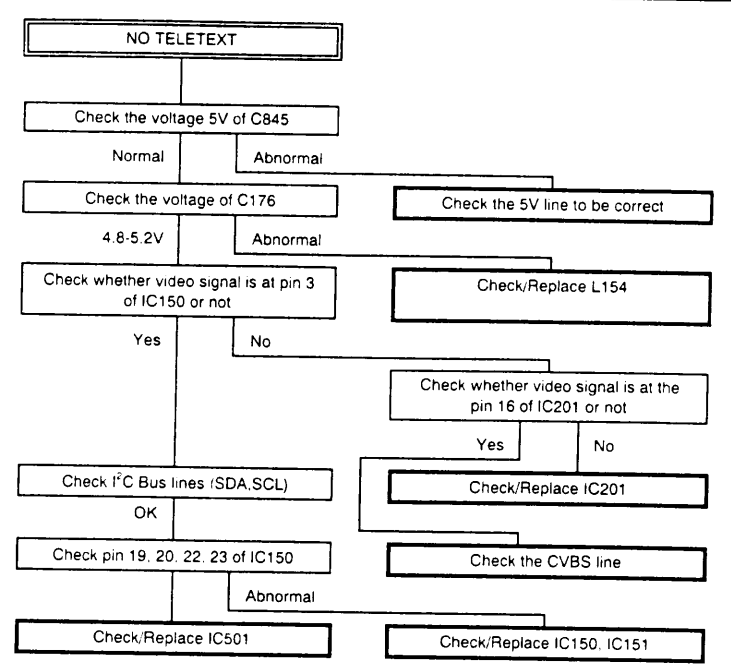 NO TELETEXT
Check the voltage 5V of C845
Normal
Abnormal
Check the voltage of C176
Check the 5V line to be correct
4.8-5.2V
Abnormal
Check whether video signal is at pin 3
of IC150 or not
Check/Replace L154
Yes
No
Check whether video signal is at the
pin 16 of IC201 or not
Yes
No
Check I²C Bus lines (SDA,SCL)
Check/Replace IC201
OK
Check pin 19, 20, 22, 23 of IC150
Check the CVBS line
Abnormal
Check/Replace IC501
Check/Replace IC150, IC151